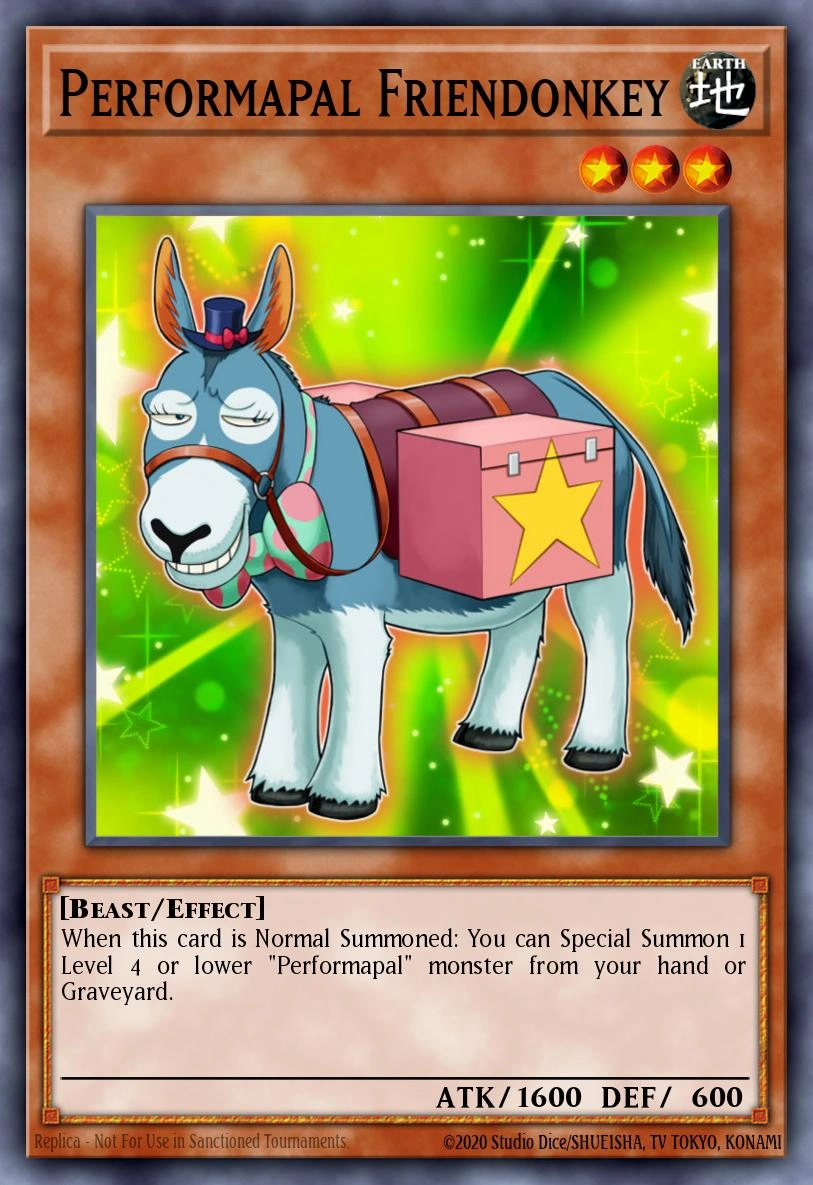 Performapal Friendonkey
EARTH
地
[Beast/Effect]
When this card is Normal Summoned: You can Special Summon 1
Level 4 or lower "Performapal" monster from your hand or
Graveyard.
ATK/1600 DEF/ 600
Replica - Not For Use in Sanctioned Tournaments.
©2020 Studio Dice/SHUEISHA, TV TOKYO, KONAMI